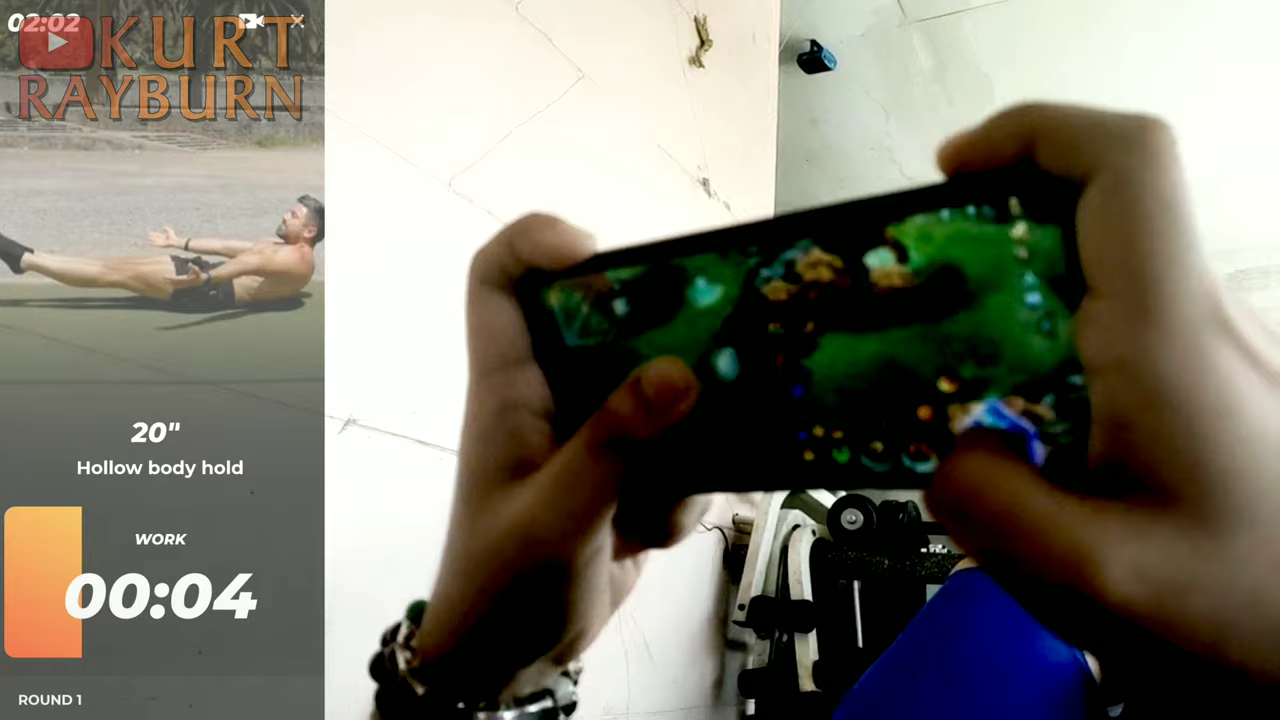 02:02
KURT
RAYBURN
20"
Hollow body hold
WORK
00:04
ROUND 1